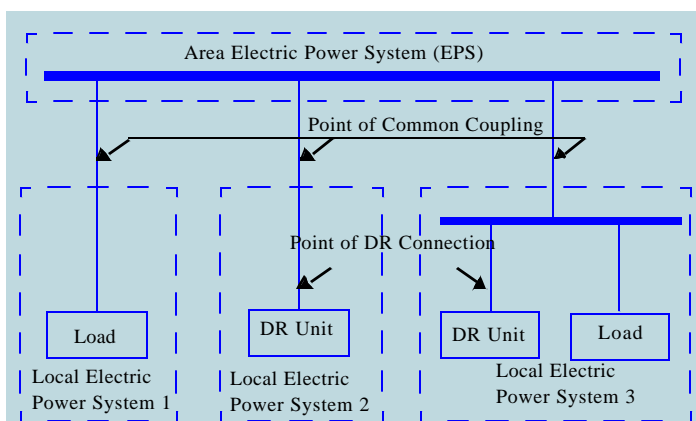 Area Electric Power System (EPS)
Point of Common Coupling
Point of DR Connection
Load
DR Unit
DR Unit
Load
Local Electric
Power System 1
Local Electric
Power System 2
Local Electric
Power System 3